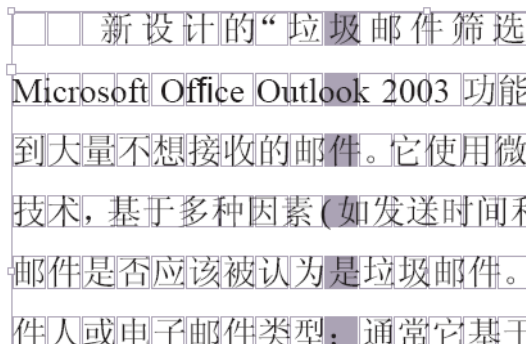 新设计的“垃圾邮件筛选
Microsoft Office Outlook 2003 功能
到大量不想接收的邮件。它使用微
技术，基于多种因素(如发送时间和
邮件是否应该被认为是垃圾邮件。
件人或电子邮件类型；通常它基于